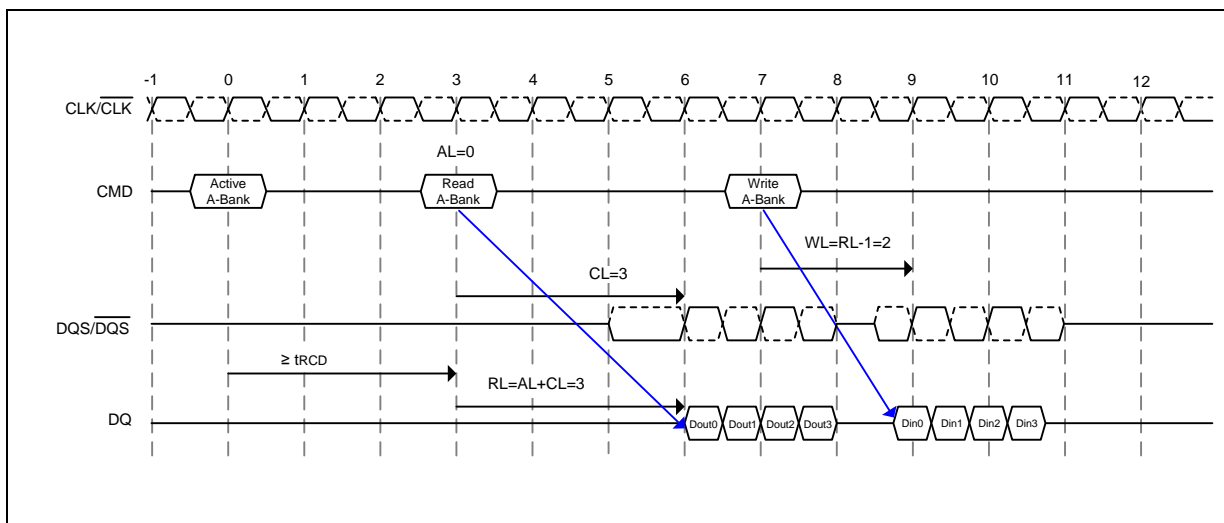 -1 0 1 2 3 4 5 6 7 8 9 10 11 12
CLK/CLK
AL=0
CMD
Active
A-Bank
Read
A-Bank
Write
A-Bank
WL=RL-1=2
CL=3
DQS/DQS
≥ tRCD
RL=AL+CL=3
DQ
Dout0 Dout1 Dout2 Dout3 Din0 Din1 Din2 Din3